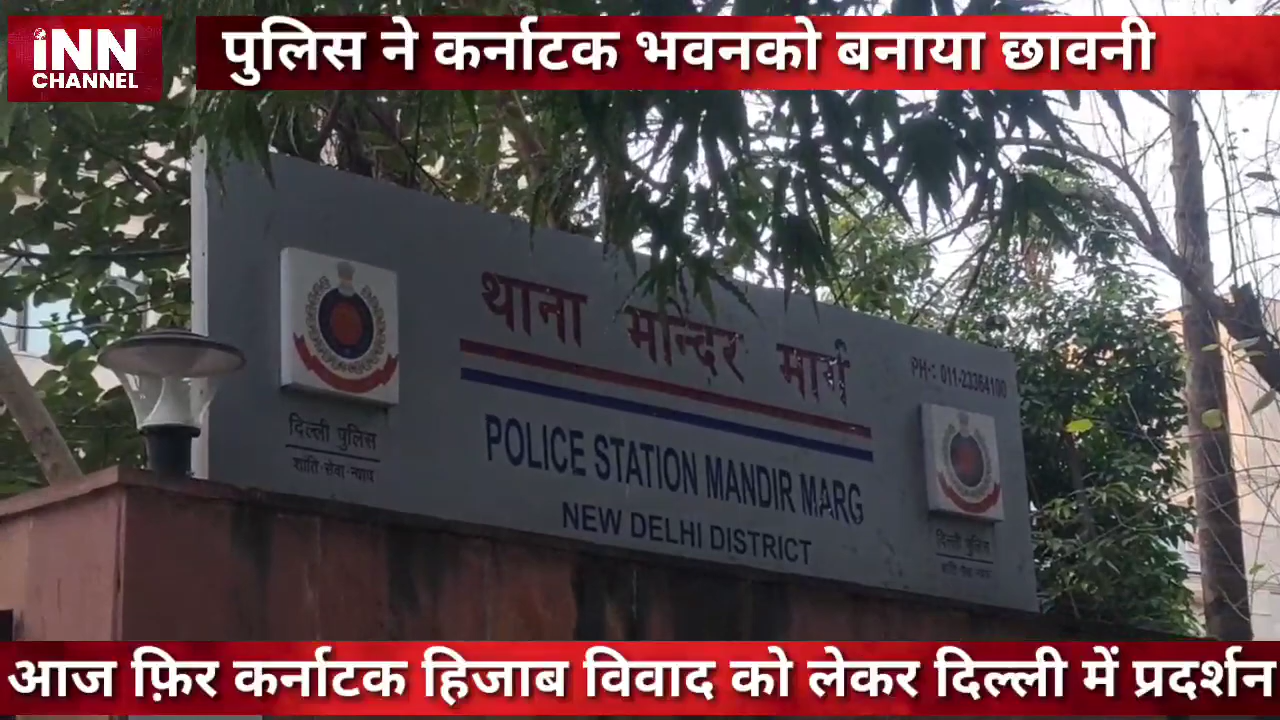 iNN
CHANNEL
पुलिस ने कर्नाटक भवनको बनाया छावनी
थाना मन्दिर मार्ग
PH-: 011-23364100
दिल्ली पुलिस
शांति-सेवा-न्याय
POLICE STATION MANDIR MARG
NEW DELHI DISTRICT
दिल्ली पुलिस
आज फ़िर कर्नाटक हिजाब विवाद को लेकर दिल्ली में प्रदर्शन